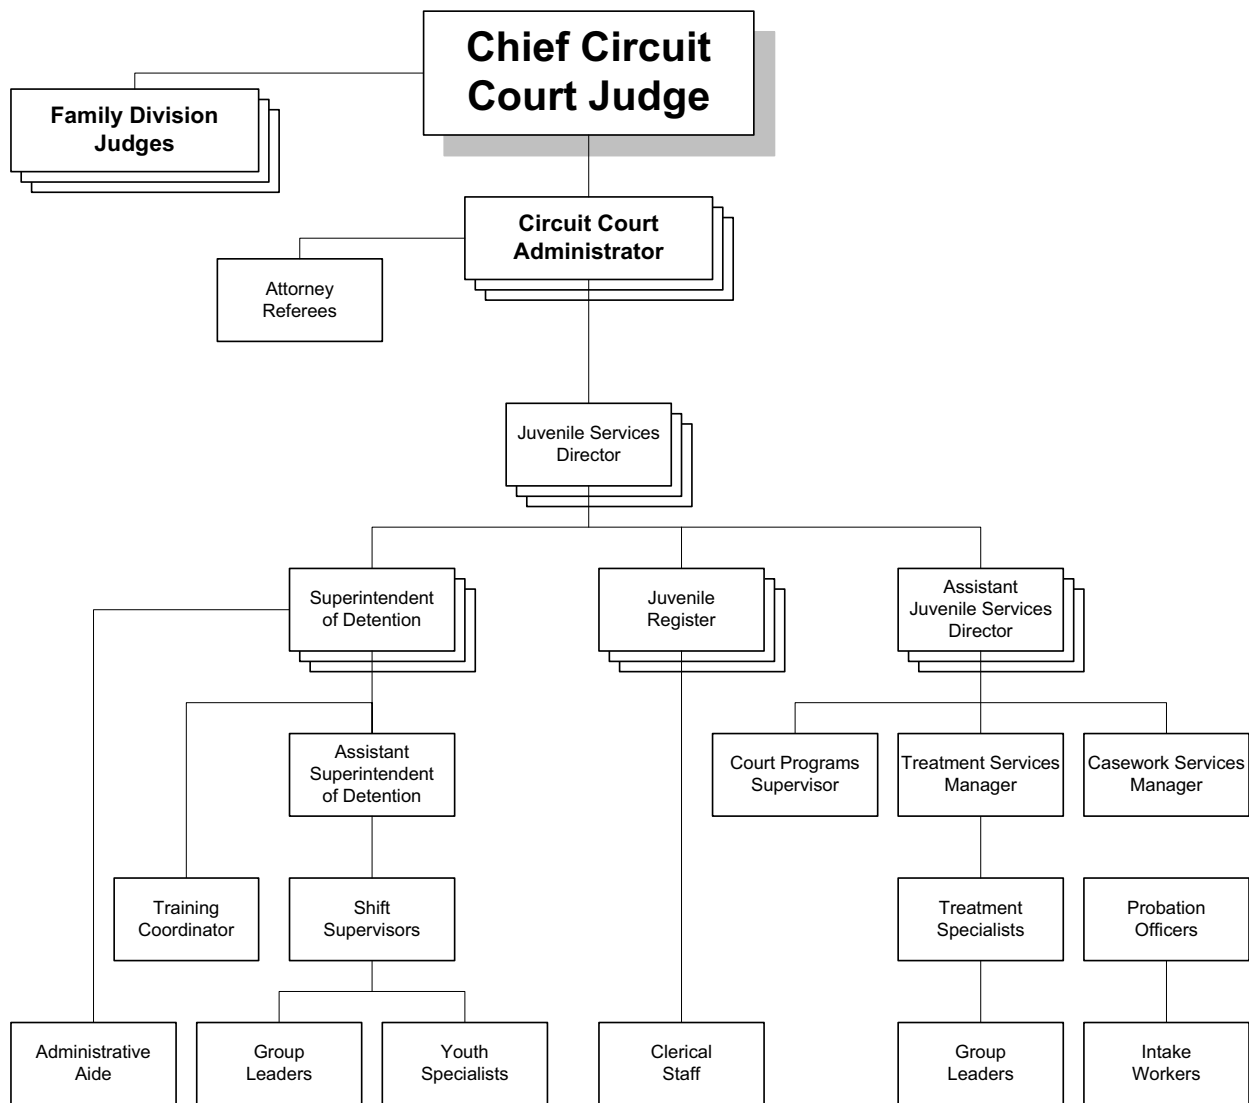 Chief Circuit
Court Judge
Family Division
Judges
Circuit Court
Administrator
Attorney
Referees
Juvenile Services
Director
Superintendent
of Detention
Juvenile
Register
Assistant
Juvenile Services
Director
Assistant
Superintendent
of Detention
Court Programs
Supervisor
Treatment Services
Manager
Casework Services
Manager
Training
Coordinator
Shift
Supervisors
Treatment
Specialists
Probation
Officers
Administrative
Aide
Group
Leaders
Youth
Specialists
Clerical
Staff
Group
Leaders
Intake
Workers